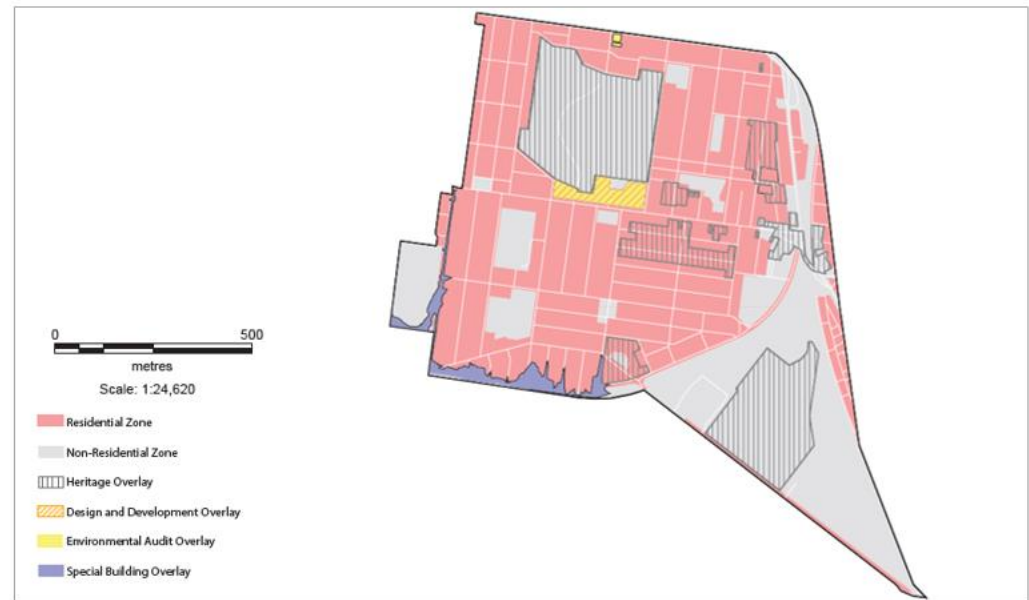 0 500
metres
Scale: 1:24,620
Residential Zone
Non-Residential Zone
Heritage Overlay
Design and Development Overlay
Environmental Audit Overlay
Special Building Overlay